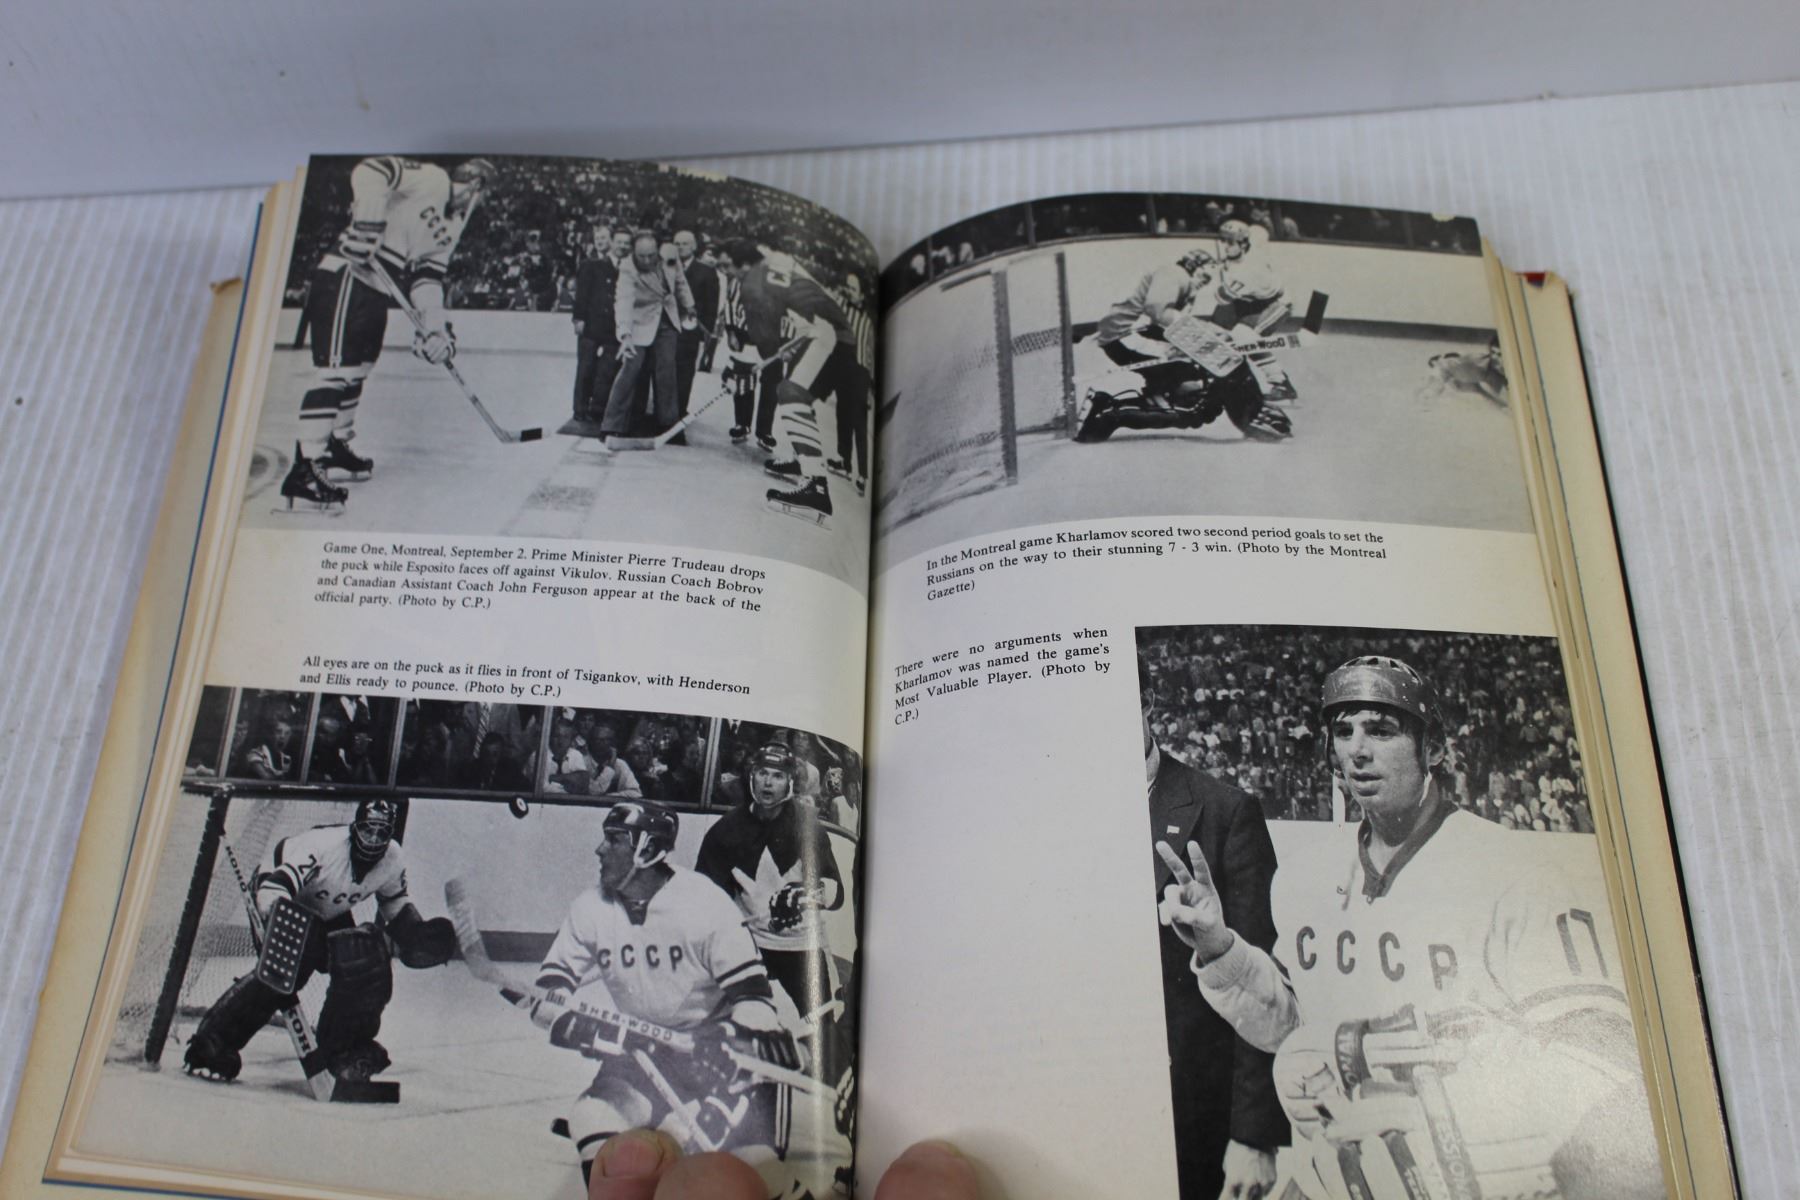 CCCP
SHER-WOOD
17
Game One, Montreal, September 2. Prime Minister Pierre Trudeau drops
the puck while Esposito faces off against Vikulov. Russian Coach Bobrov
and Canadian Assistant Coach John Ferguson appear at the back of the
official party. (Photo by C.P.)
All eyes are on the puck as it flies in front of Tsigankov, with Henderson
and Ellis ready to pounce. (Photo by C.P.)
KOHO
CCCP
KOHO
CCCP
SHER-WOOD
In the Montreal game Kharlamov scored two second period goals to set the
Russians on the way to their stunning 7 - 3 win. (Photo by the Montreal
Gazette)
There were no arguments when
Kharlamov was named the game's
Most Valuable Player. (Photo by
C.P.)
CCCP
17